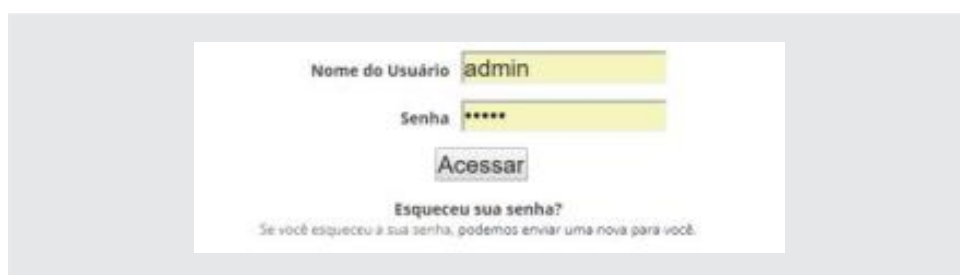 Nome do Usuário admin
Senha •••••
Acessar
Esqueceu sua senha?
Se você esqueceu a sua senha, podemos enviar uma nova para você.